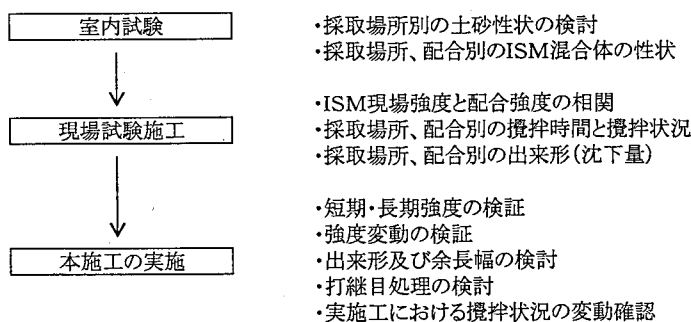 室内試験
・採取場所別の土砂性状の検討
・採取場所、配合別のISM混合体の性状
現場試験施工
・ISM現場強度と配合強度の相関
・採取場所、配合別の攪拌時間と攪拌状況
・採取場所、配合別の出来形(沈下量)
本施工の実施
・短期・長期強度の検証
・強度変動の検証
・出来形及び余長幅の検討
・打継目処理の検討
・実施工における攪拌状況の変動確認